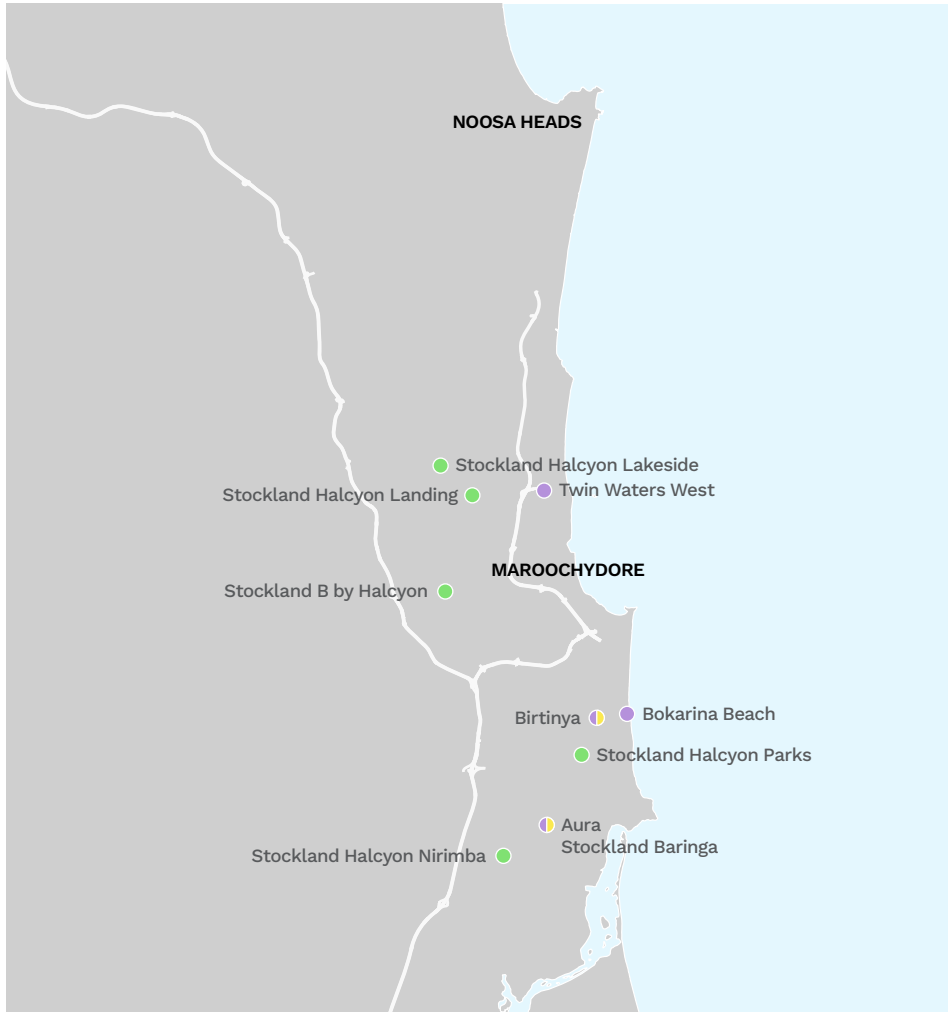 NOOSA HEADS
Stockland Halcyon Lakeside
Stockland Halcyon Landing
Twin Waters West
MAROOCHYDORE
Stockland B by Halcyon
Birtinya
Bokarina Beach
Stockland Halcyon Parks
Aura
Stockland Baringa
Stockland Halcyon Nirimba